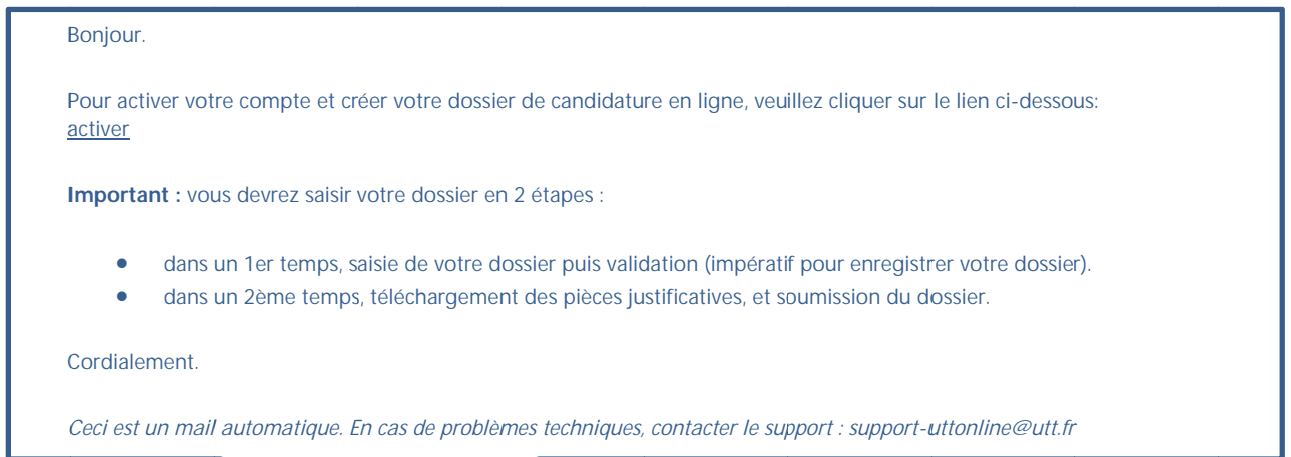 Bonjour.
Pour activer votre compte et créer votre dossier de candidature en ligne, veuillez cliquer sur le lien ci-dessous:
activer
Important : vous devrez saisir votre dossier en 2 étapes :
• dans un 1er temps, saisie de votre dossier puis validation (impératif pour enregistrer votre dossier).
• dans un 2ème temps, téléchargement des pièces justificatives, et soumission du dossier.
Cordialement.
Ceci est un mail automatique. En cas de problèmes techniques, contacter le support : support-uttonline@utt.fr